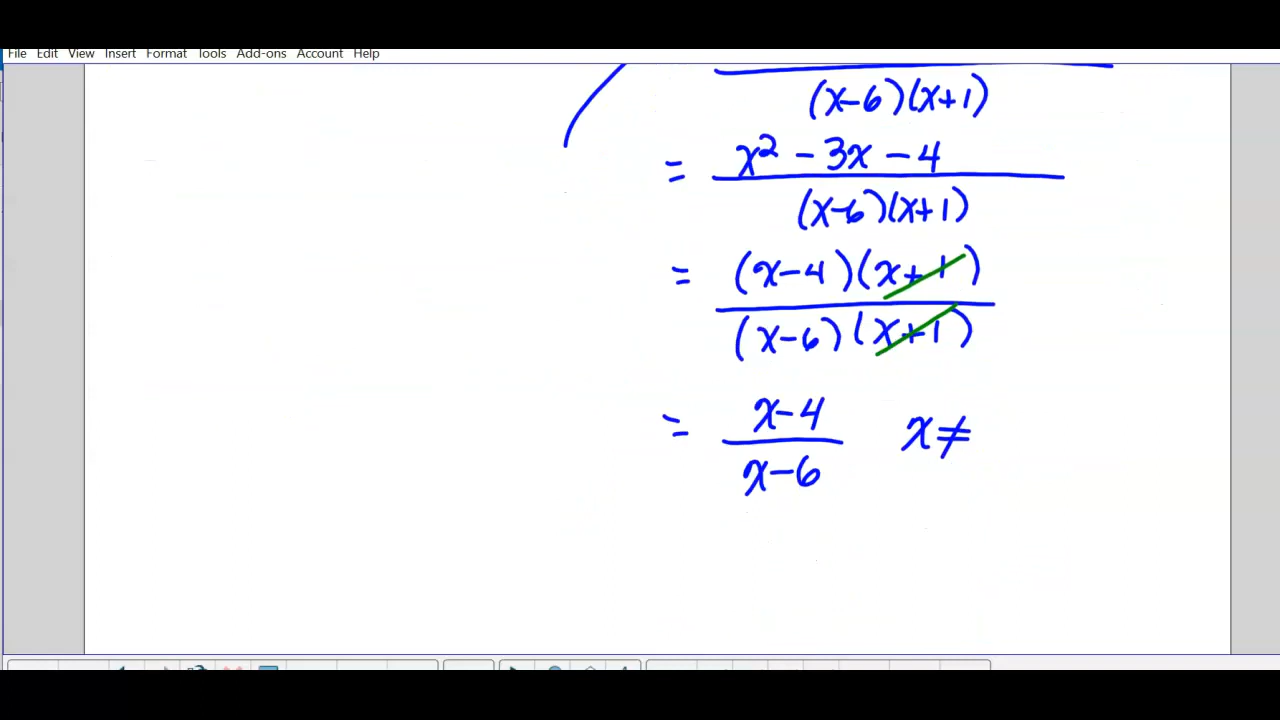 File Edit View Insert Format Tools Add-ons Account Help
(x-6)(x+1)
= x² - 3x - 4
(x-6)(x+1)
= (x-4)(x+1)
(x-6)(x+1)
= x-4 x≠
x-6